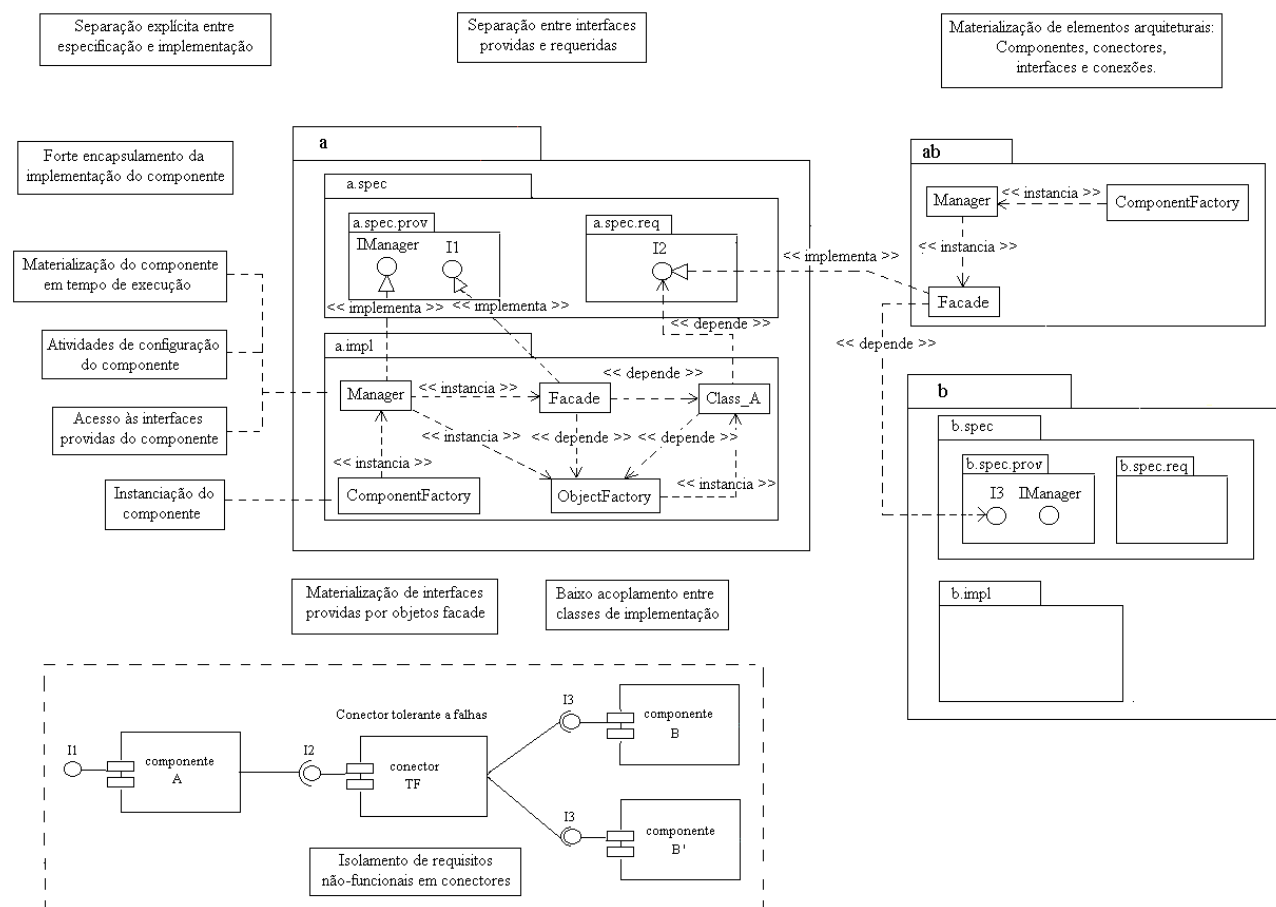 Separação explícita entre
especificação e implementação
Separação entre interfaces
providas e requeridas
Materialização de elementos arquiteturais:
Componentes, conectores,
interfaces e conexões.
Forte encapsulamento da
implementação do componente
Materialização do componente
em tempo de execução
Atividades de configuração
do componente
Acesso às interfaces
providas do componente
Instanciação do
componente
a
a.spec
a.spec.prov
IManager
I1
a.spec.req
I2
<< implementa >>
<< implementa >>
<< implementa >>
<< depende >>
a.impl
Manager
<< instancia >>
Facade
<< depende >>
Class_A
<< instancia >>
<< depende >>
<< depende >>
<< instancia >>
<< instancia >>
ComponentFactory
ObjectFactory
ab
Manager
<< instancia >>
ComponentFactory
<< instancia >>
Facade
<< depende >>
b
b.spec
b.spec.prov
I3
IManager
b.spec.req
b.impl
Materialização de interfaces
providas por objetos facade
Baixo acoplamento entre
classes de implementação
I1
componente
A
I2
Conector tolerante a falhas
conector
TF
I3
componente
B
I3
componente
B'
Isolamento de requisitos
não-funcionais em conectores